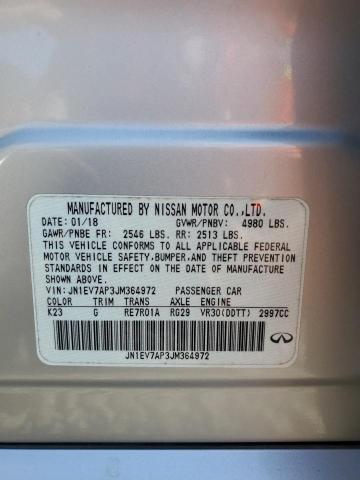 MANUFACTURED BY NISSAN MOTOR CO.,LTD.
DATE: 01/18 GVWR/PNBV: 4980 LBS.
GAWR/PNBE FR: 2546 LBS. RR: 2513 LBS.
THIS VEHICLE CONFORMS TO ALL APPLICABLE FEDERAL
MOTOR VEHICLE SAFETY,BUMPER,AND THEFT PREVENTION
STANDARDS IN EFFECT ON THE DATE OF MANUFACTURE
SHOWN ABOVE.
VIN: JN1EV7AP3JM364972 PASSENGER CAR
COLOR TRIM TRANS AXLE ENGINE
K23 G RE7R01A RG29 VR30(DDTT) 2997CC
JN1EV7AP3JM364972